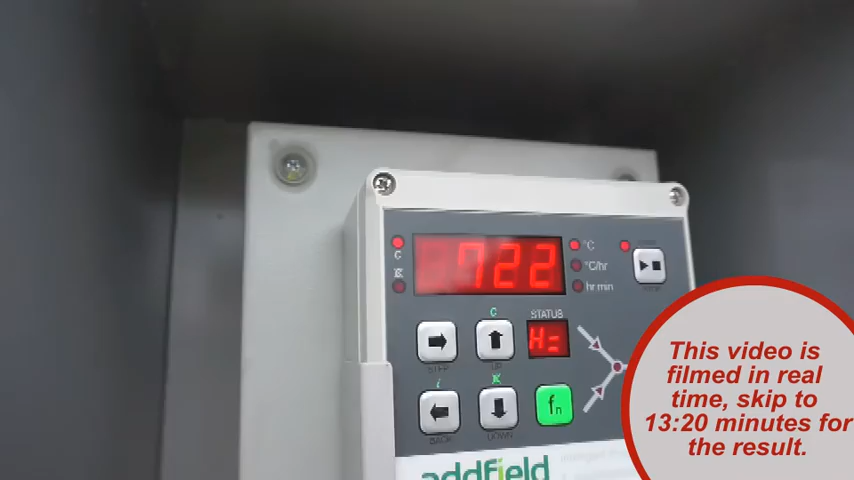 722
°C
C
°C/hr
hr min
STATUS
C
H=
STEP
UP
i
fn
BACK
DOWN
addfield
This video is
filmed in real
time, skip to
13:20 minutes for
the result.